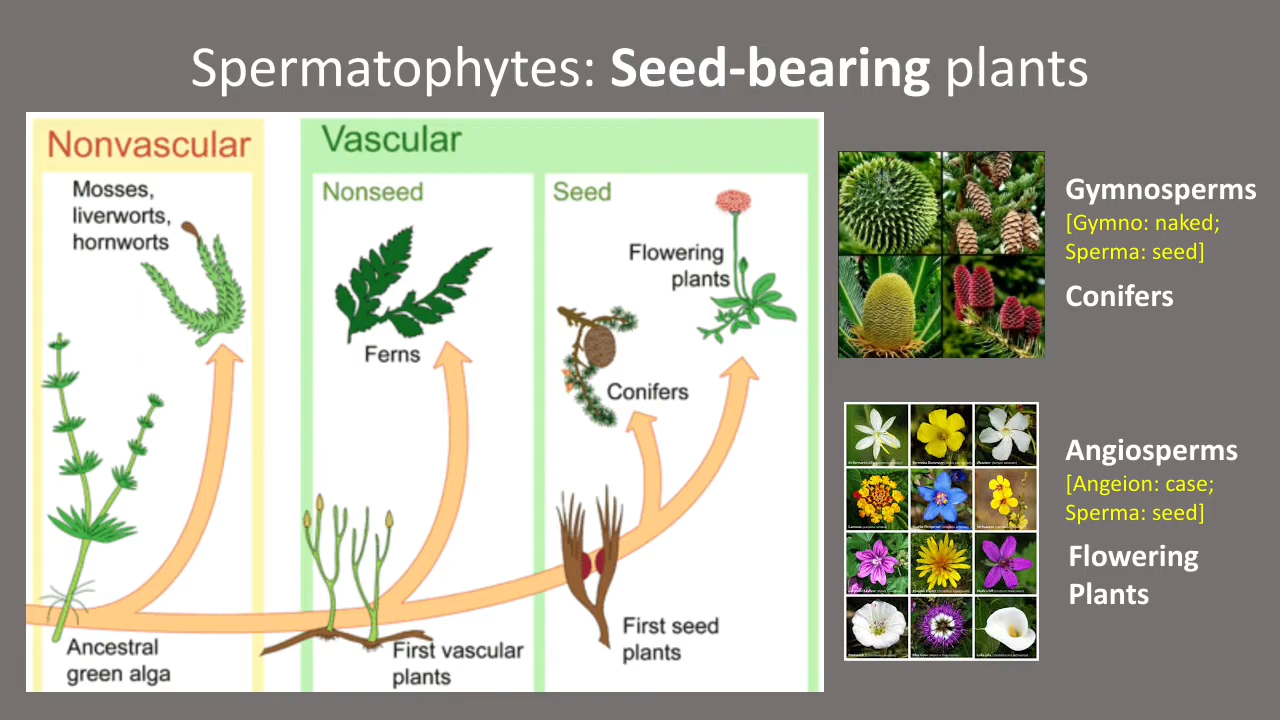 Spermatophytes: Seed-bearing plants
Nonvascular
Mosses,
liverworts,
hornworts
Ancestral
green alga
Vascular
Nonseed
Ferns
First vascular
plants
Seed
Flowering
plants
Conifers
First seed
plants
Gymnosperms
[Gymno: naked;
Sperma: seed]
Conifers
Angiosperms
[Angeion: case;
Sperma: seed]
Flowering
Plants